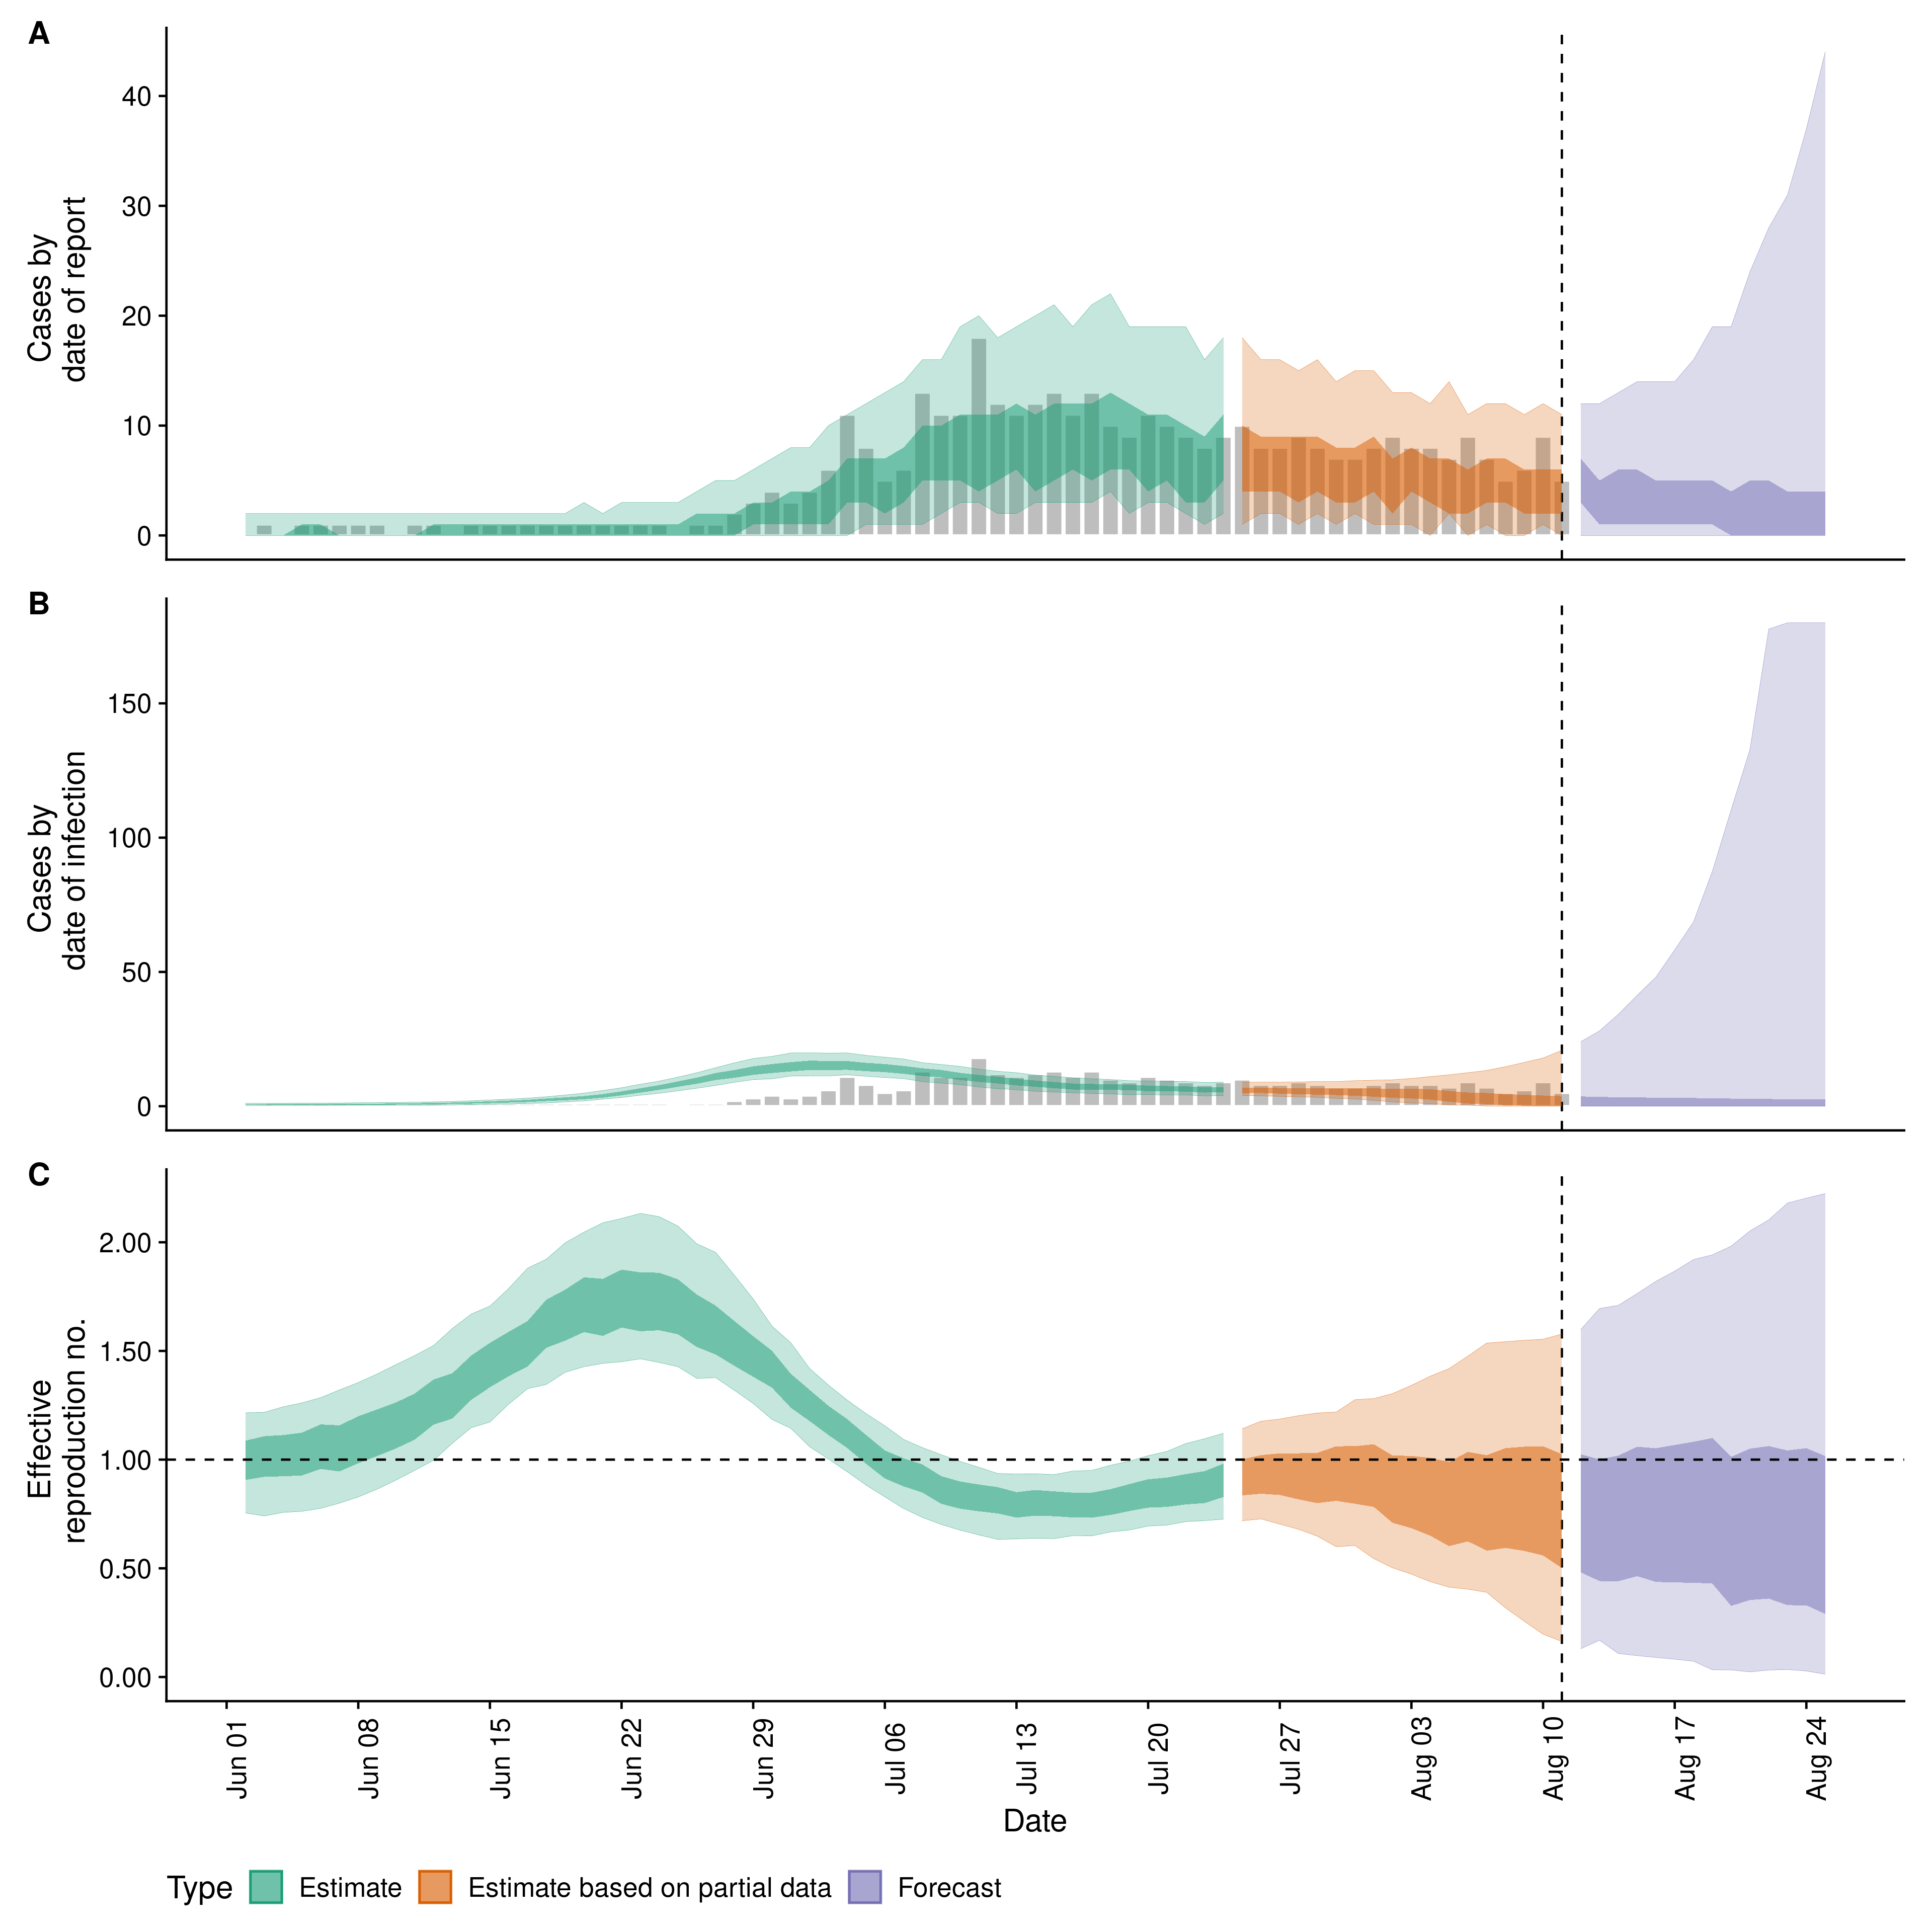 A
Cases by
date of report
40
30
20
10
0
B
Cases by
date of infection
150
100
50
0
C
Effective
reproduction no.
2.00
1.50
1.00
0.50
0.00
Jun 01
Jun 08
Jun 15
Jun 22
Jun 29
Jul 06
Jul 13
Jul 20
Jul 27
Aug 03
Aug 10
Aug 17
Aug 24
Date
Type Estimate Estimate based on partial data Forecast